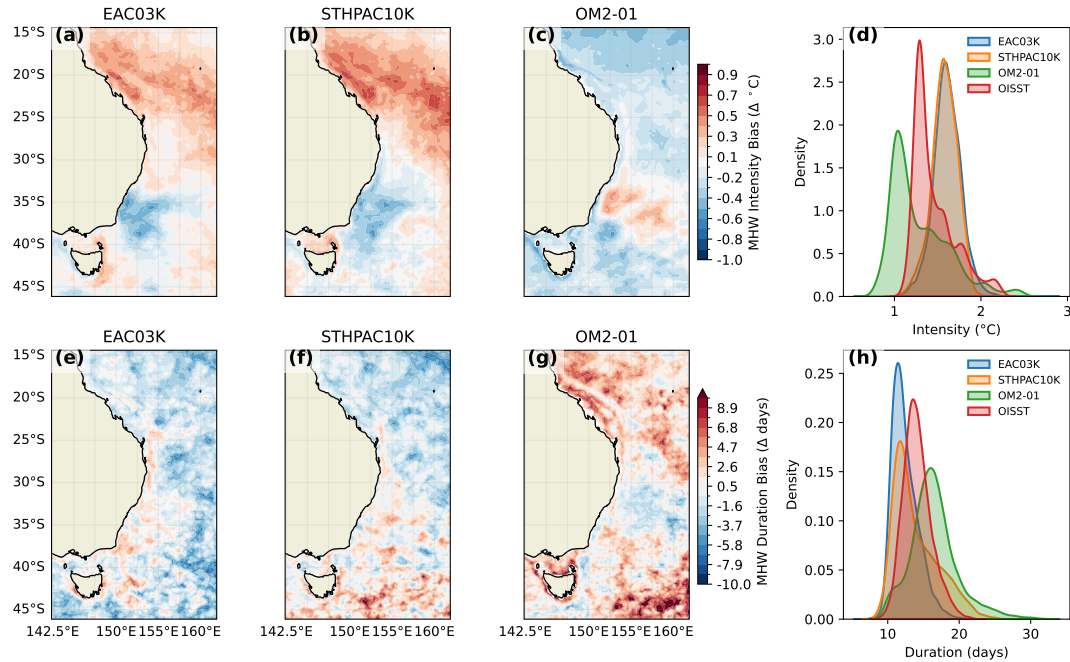 EAC03K
STHPAC10K
OM2-01
(a)
(b)
(c)
(d)
15°S
20°S
25°S
30°S
35°S
40°S
45°S
0.9
0.7
0.5
0.3
0.1
-0.2
-0.4
-0.6
-0.8
-1.0
MHW Intensity Bias (Δ °C)
3.0
2.5
2.0
1.5
1.0
0.5
0.0
Density
EAC03K
STHPAC10K
OM2-01
OISST
1
2
3
Intensity (°C)
EAC03K
STHPAC10K
OM2-01
(e)
(f)
(g)
(h)
15°S
20°S
25°S
30°S
35°S
40°S
45°S
142.5°E
150°E
155°E
160°E
142.5°E
150°E
155°E
160°E
142.5°E
150°E
155°E
160°E
8.9
6.8
4.7
2.6
0.5
-1.6
-3.7
-5.8
-7.9
-10.0
MHW Duration Bias (Δ days)
0.25
0.20
0.15
0.10
0.05
0.00
Density
EAC03K
STHPAC10K
OM2-01
OISST
10
20
30
Duration (days)